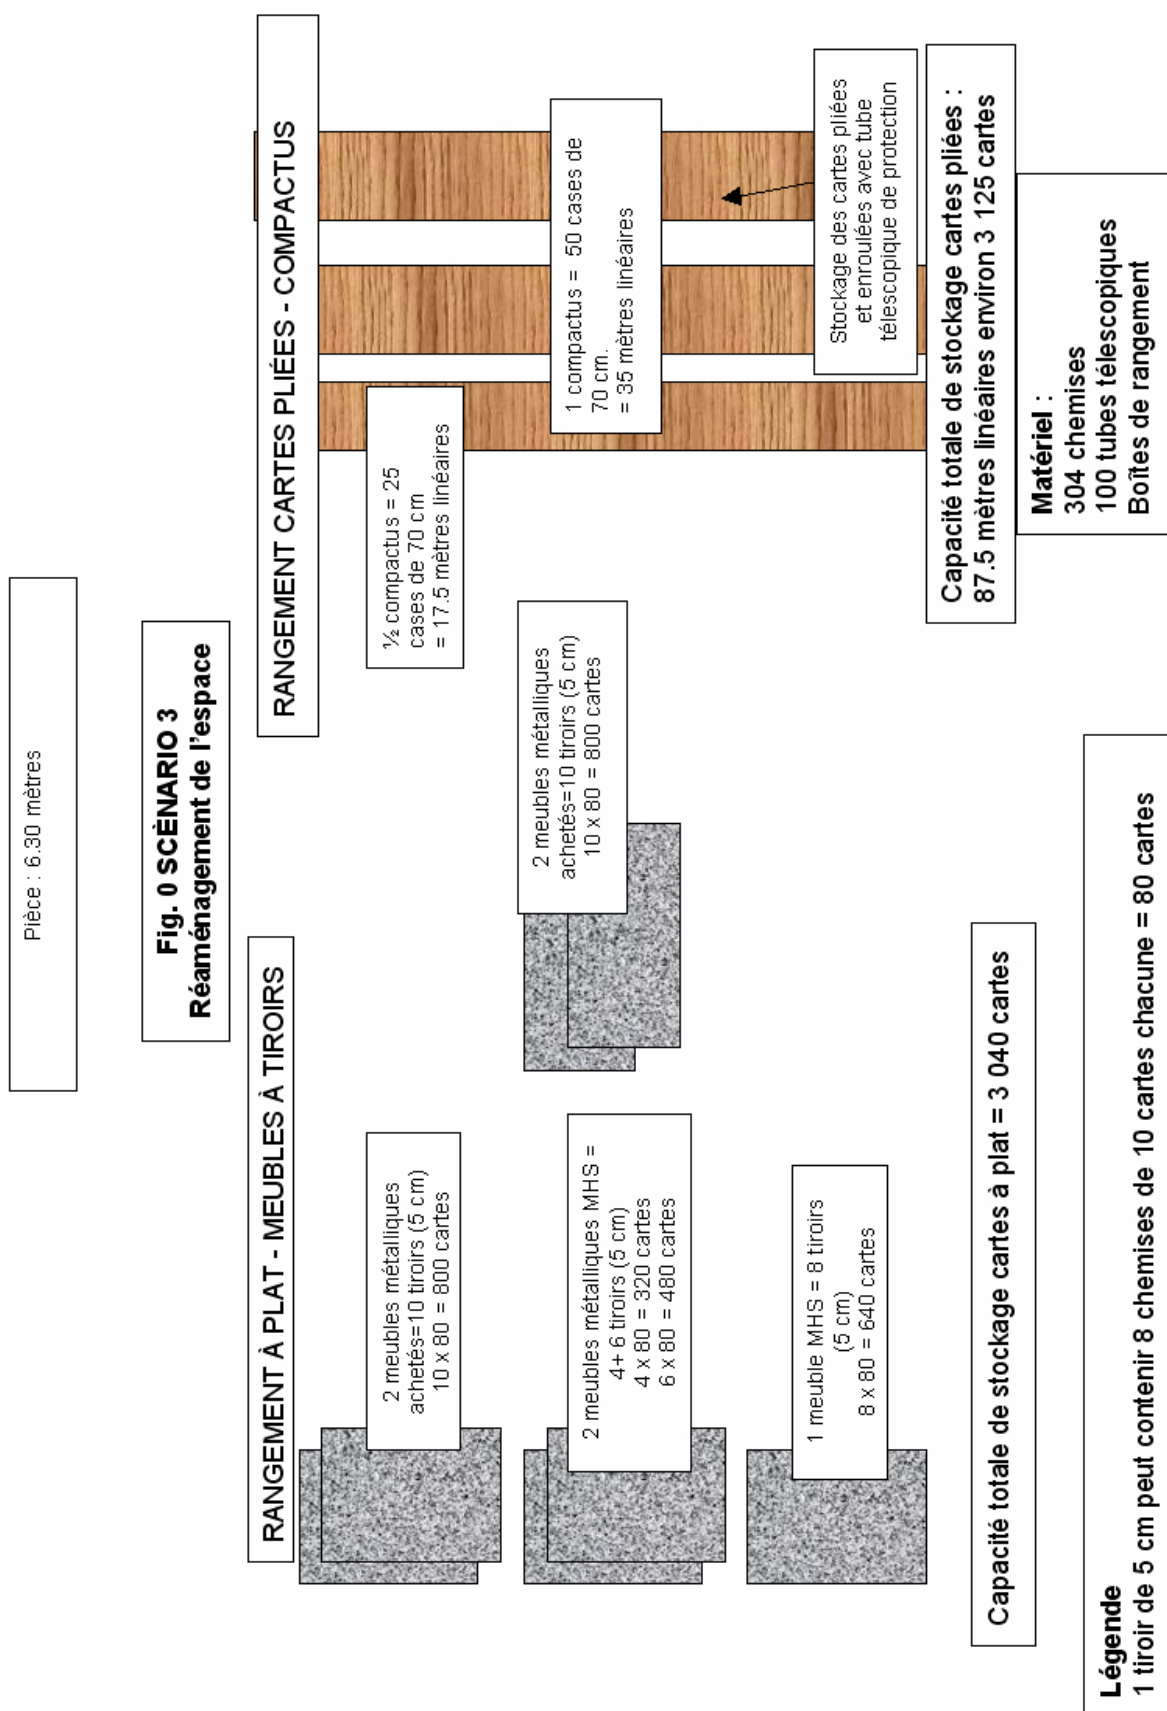 Pièce : 6.30 mètres
Fig. 0 SCÈNARIO 3
Réaménagement de l'espace
RANGEMENT À PLAT - MEUBLES À TIROIRS
RANGEMENT CARTES PLIÉES - COMPACTUS
2 meubles métalliques
achetés=10 tiroirs (5 cm)
10 x 80 = 800 cartes
½ compactus = 25
cases de 70 cm
= 17.5 mètres linéaires
2 meubles métalliques
achetés=10 tiroirs (5 cm)
10 x 80 = 800 cartes
1 compactus = 50 cases de
70 cm.
= 35 mètres linéaires
2 meubles métalliques MHS =
4+ 6 tiroirs (5 cm)
4 x 80 = 320 cartes
6 x 80 = 480 cartes
1 meuble MHS = 8 tiroirs
(5 cm)
8 x 80 = 640 cartes
Stockage des cartes pliées
et enroulées avec tube
télescopique de protection
Capacité totale de stockage cartes pliées :
87.5 mètres linéaires environ 3 125 cartes
Capacité totale de stockage cartes à plat = 3 040 cartes
Matériel :
304 chemises
100 tubes télescopiques
Boîtes de rangement
Légende
1 tiroir de 5 cm peut contenir 8 chemises de 10 cartes chacune = 80 cartes